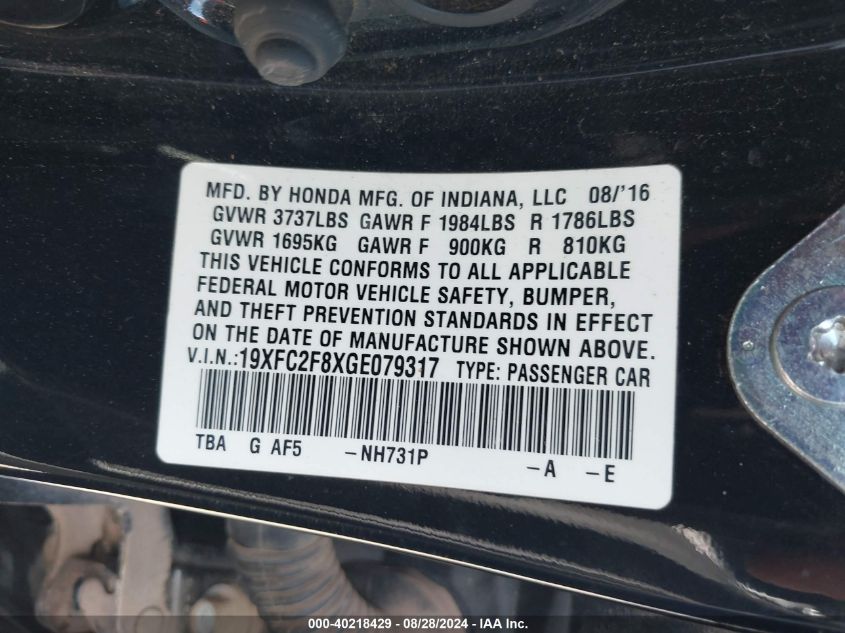 MFD. BY HONDA MFG. OF INDIANA, LLC 08/'16
GVWR 3737LBS GAWR F 1984LBS R 1786LBS
GVWR 1695KG GAWR F 900KG R 810KG
THIS VEHICLE CONFORMS TO ALL APPLICABLE
FEDERAL MOTOR VEHICLE SAFETY, BUMPER,
AND THEFT PREVENTION STANDARDS IN EFFECT
ON THE DATE OF MANUFACTURE SHOWN ABOVE.
V.I.N.:19XFC2F8XGE079317 TYPE: PASSENGER CAR
TBA G AF5 -NH731P -A -E
000-40218429 - 08/28/2024 - IAA Inc.